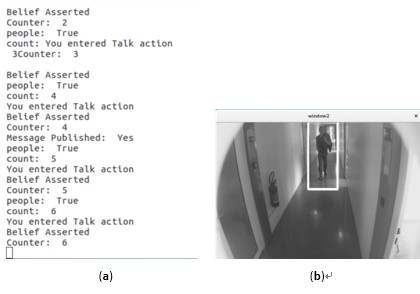 Belief Asserted
Counter: 2
people: True
count: You entered Talk action
3Counter: 3
Belief Asserted
people: True
count: 4
You entered Talk action
Belief Asserted
Counter: 4
Message Published: Yes
people: True
count: 5
You entered Talk action
Belief Asserted
Counter: 5
people: True
count: 6
You entered Talk action
Belief Asserted
Counter: 6
window2
(a)
(b)↵